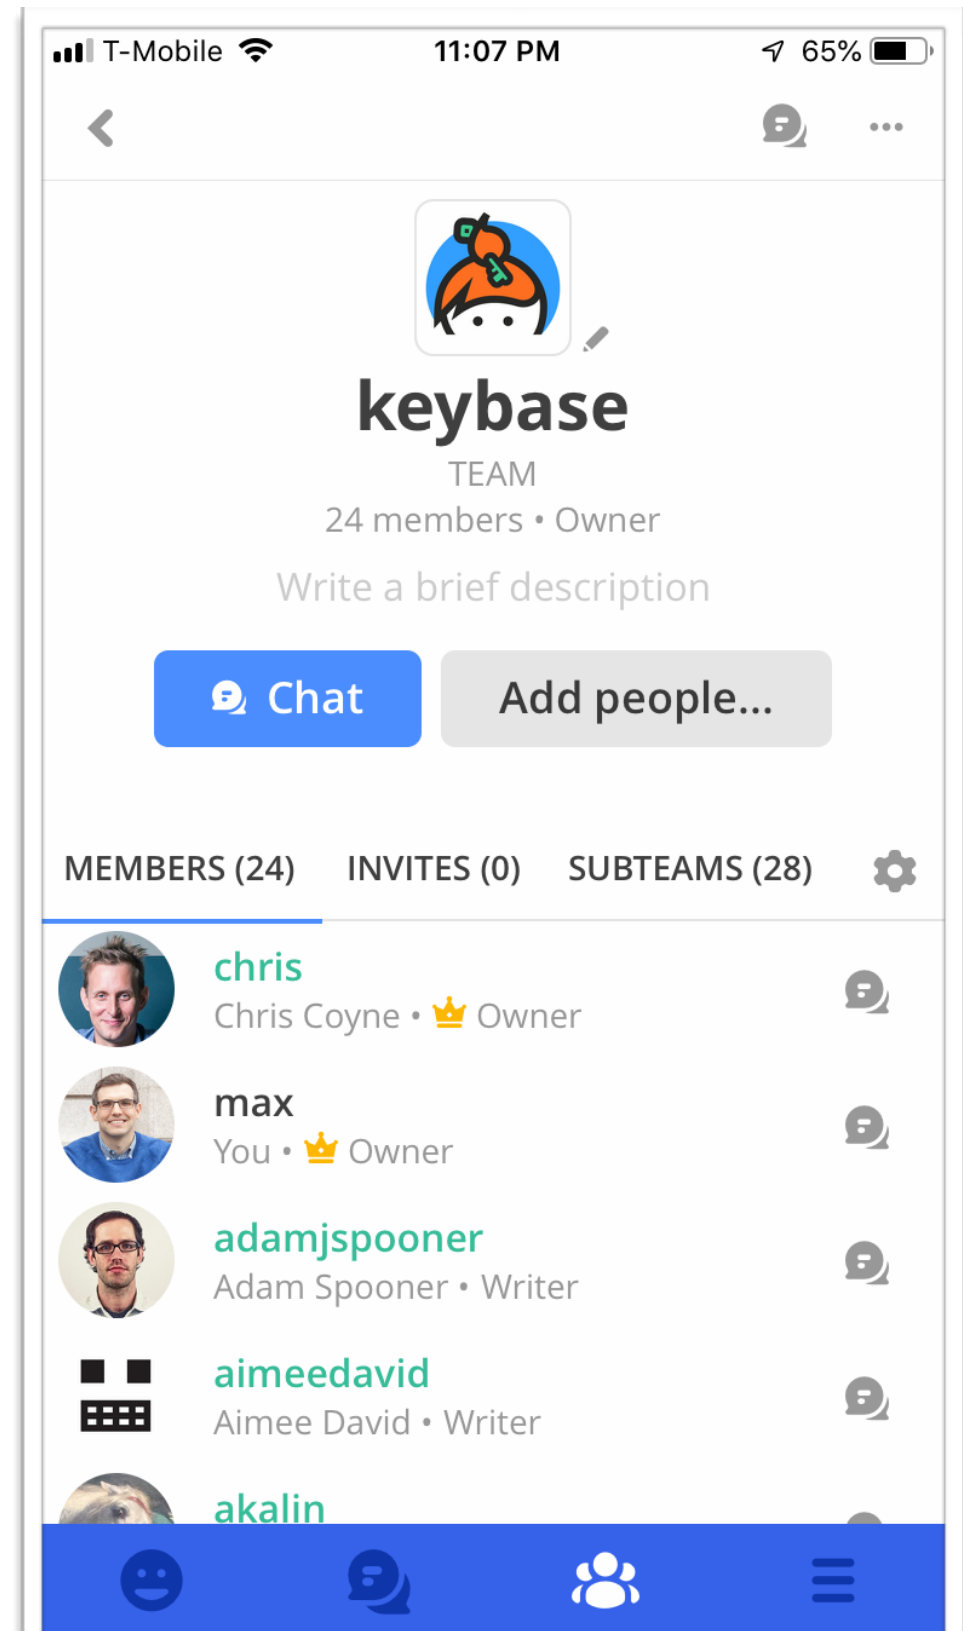 T-Mobile 11:07 PM 65%
keybase
TEAM
24 members • Owner
Write a brief description
Chat Add people...
MEMBERS (24) INVITES (0) SUBTEAMS (28)
chris
Chris Coyne • Owner
max
You • Owner
adamjspooner
Adam Spooner • Writer
aimeedavid
Aimee David • Writer
akalin